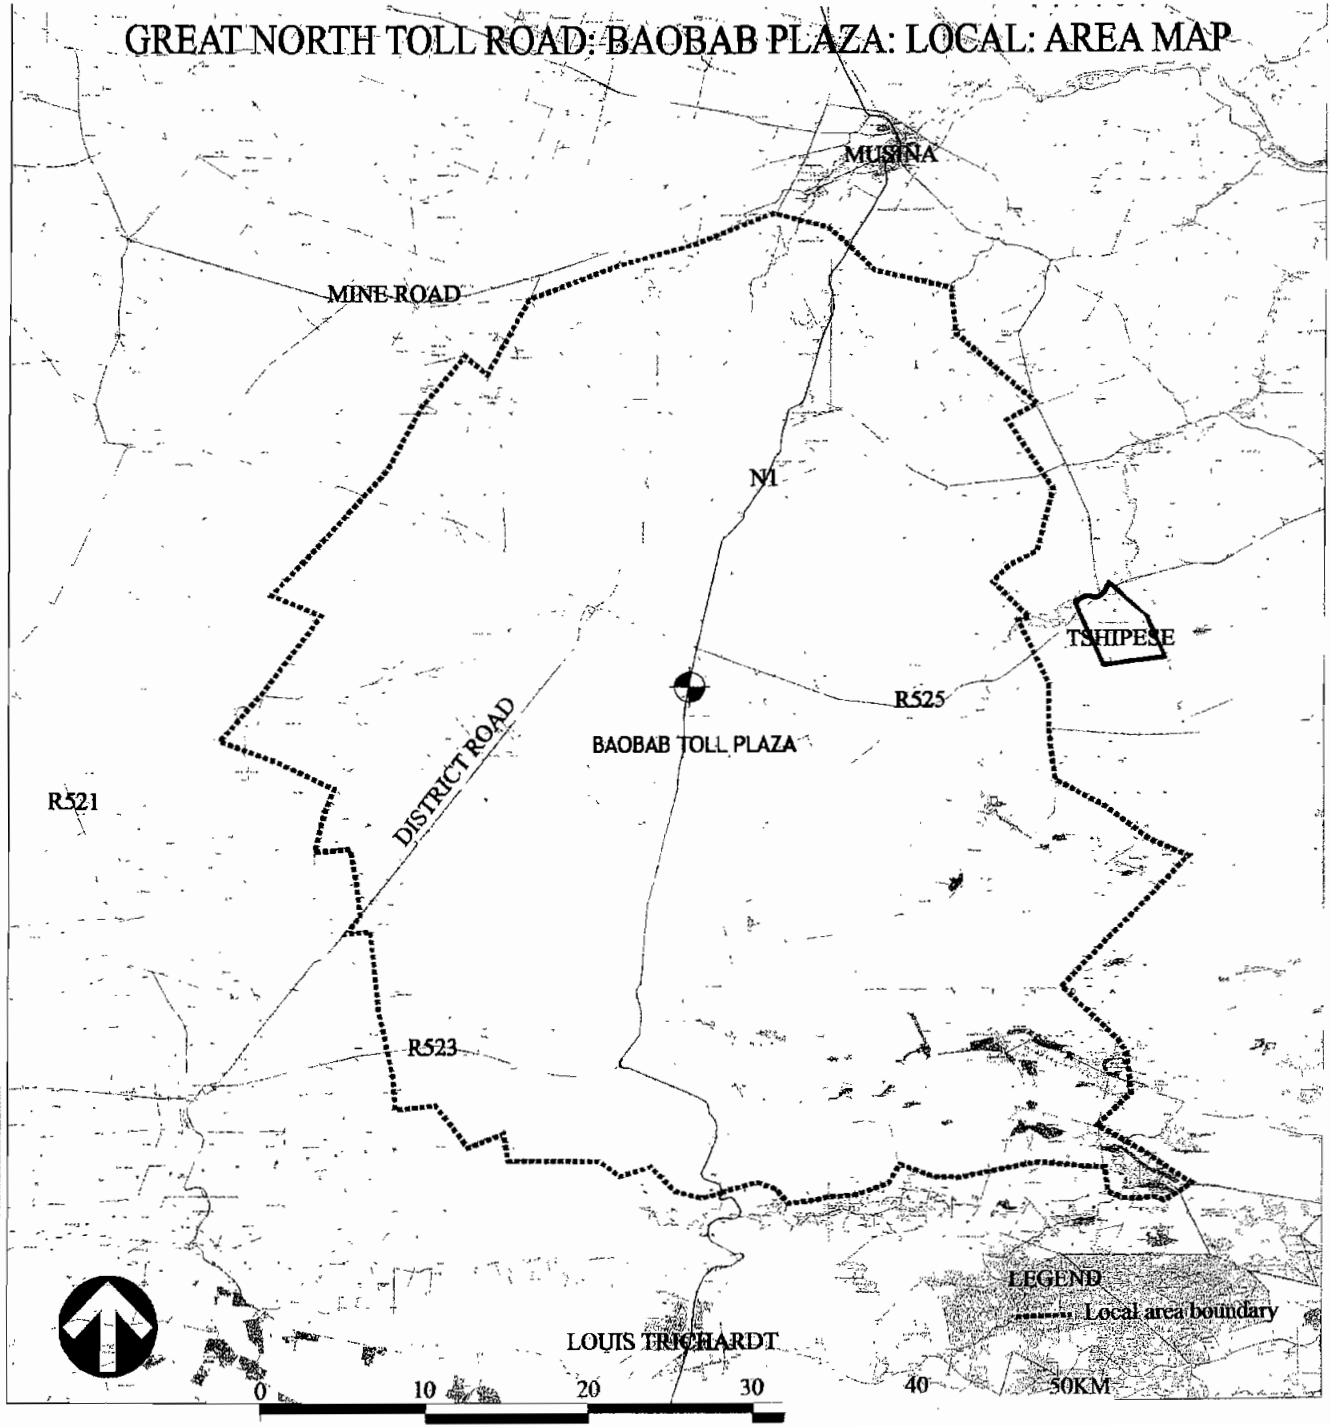 GREAT NORTH TOLL ROAD: BAOBAB PLAZA: LOCAL: AREA MAP
MUSINA
MINE ROAD
N1
TSHIPESE
R525
DISTRICT ROAD
BAOBAB TOLL PLAZA
R521
R523
LEGEND
Local area boundary
LOUIS TRICHARDT
0 10 20 30 40 50KM